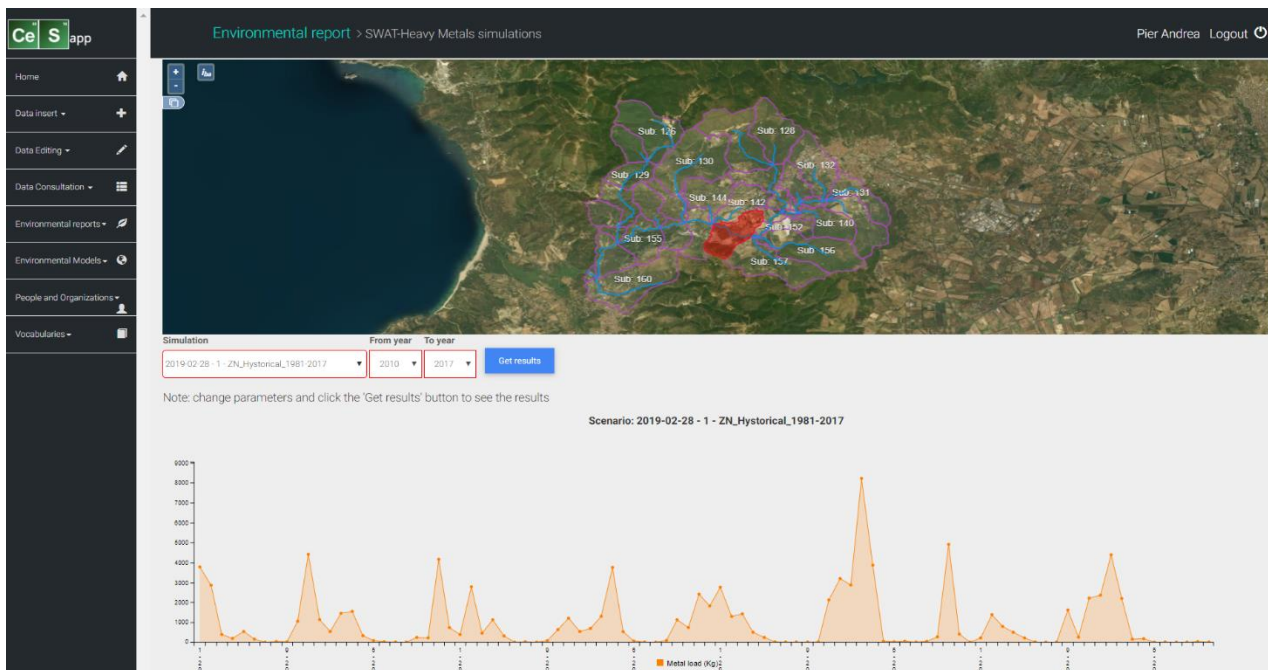 Ce S app
Environmental report > SWAT-Heavy Metals simulations
Pier Andrea Logout
Home
Data insert
Data Editing
Data Consultation
Environmental reports
Environmental Models
People and Organizations
Vocabularies
+
-
Sub: 126
Sub: 128
Sub: 130
Sub: 132
Sub: 129
Sub: 131
Sub: 144
Sub: 142
Sub: 140
Sub: 152
Sub: 155
Sub: 156
Sub: 157
Sub: 160
Simulation From year To year
2019-02-28 - 1 - ZN_Hystorical_1981-2017 2010 2017 Get results
Note: change parameters and click the 'Get results' button to see the results
Scenario: 2019-02-28 - 1 - ZN_Hystorical_1981-2017
9000
8000
7000
6000
5000
4000
3000
2000
1000
0
Metal load (Kg)